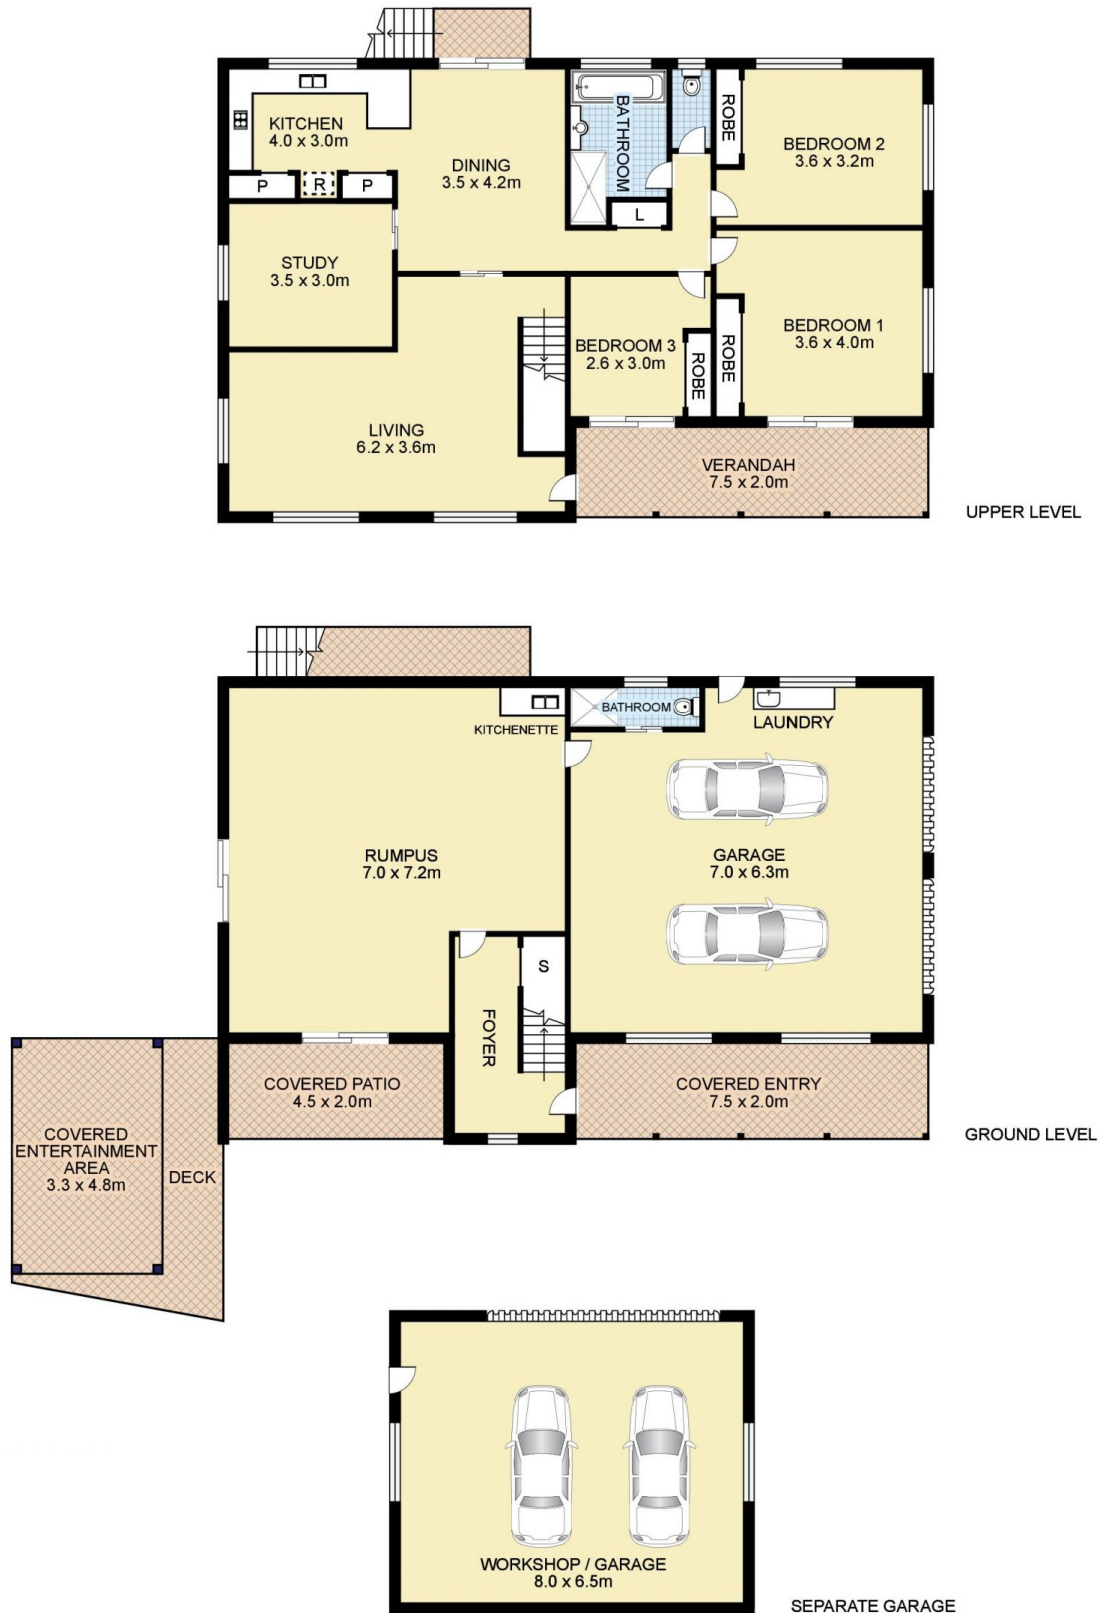 KITCHEN
4.0 x 3.0m
P
R
P
DINING
3.5 x 4.2m
BATHROOM
L
ROBE
BEDROOM 2
3.6 x 3.2m
STUDY
3.5 x 3.0m
BEDROOM 1
3.6 x 4.0m
ROBE
BEDROOM 3
2.6 x 3.0m
ROBE
LIVING
6.2 x 3.6m
VERANDAH
7.5 x 2.0m
UPPER LEVEL
KITCHENETTE
BATHROOM
LAUNDRY
RUMPUS
7.0 x 7.2m
GARAGE
7.0 x 6.3m
S
FOYER
COVERED PATIO
4.5 x 2.0m
COVERED ENTRY
7.5 x 2.0m
GROUND LEVEL
COVERED
ENTERTAINMENT
AREA
3.3 x 4.8m
DECK
WORKSHOP / GARAGE
8.0 x 6.5m
SEPARATE GARAGE